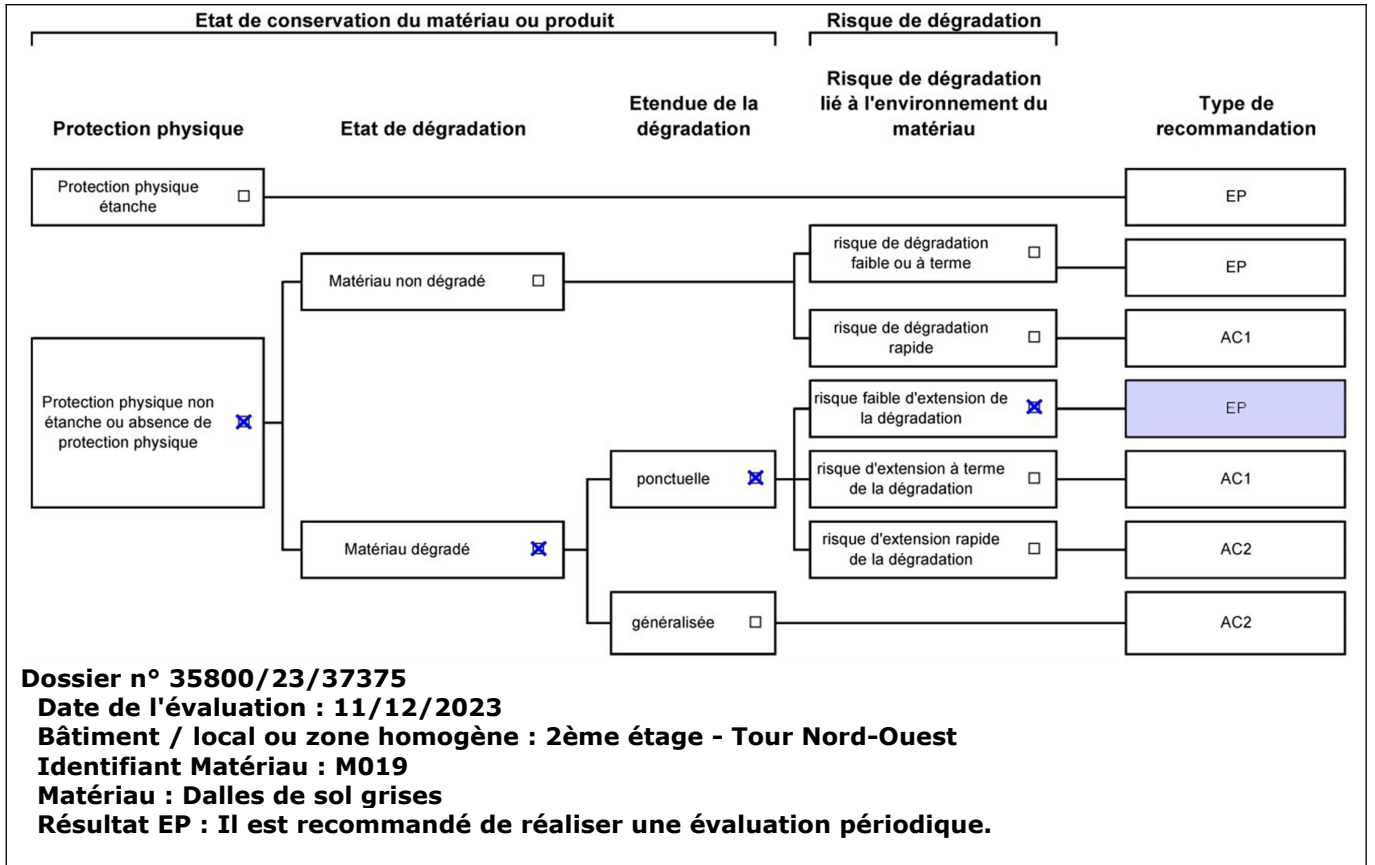 Etat de conservation du matériau ou produit
Risque de dégradation
Protection physique
Etat de dégradation
Etendue de la
dégradation
Risque de dégradation
lié à l'environnement du
matériau
Type de
recommandation
Protection physique
étanche
EP
Matériau non dégradé
risque de dégradation
faible ou à terme
EP
risque de dégradation
rapide
AC1
Protection physique non
étanche ou absence de
protection physique
risque faible d'extension de
la dégradation
EP
ponctuelle
risque d'extension à terme
de la dégradation
AC1
Matériau dégradé
risque d'extension rapide
de la dégradation
AC2
généralisée
AC2
Dossier n° 35800/23/37375
Date de l'évaluation : 11/12/2023
Bâtiment / local ou zone homogène : 2ème étage - Tour Nord-Ouest
Identifiant Matériau : M019
Matériau : Dalles de sol grises
Résultat EP : Il est recommandé de réaliser une évaluation périodique.